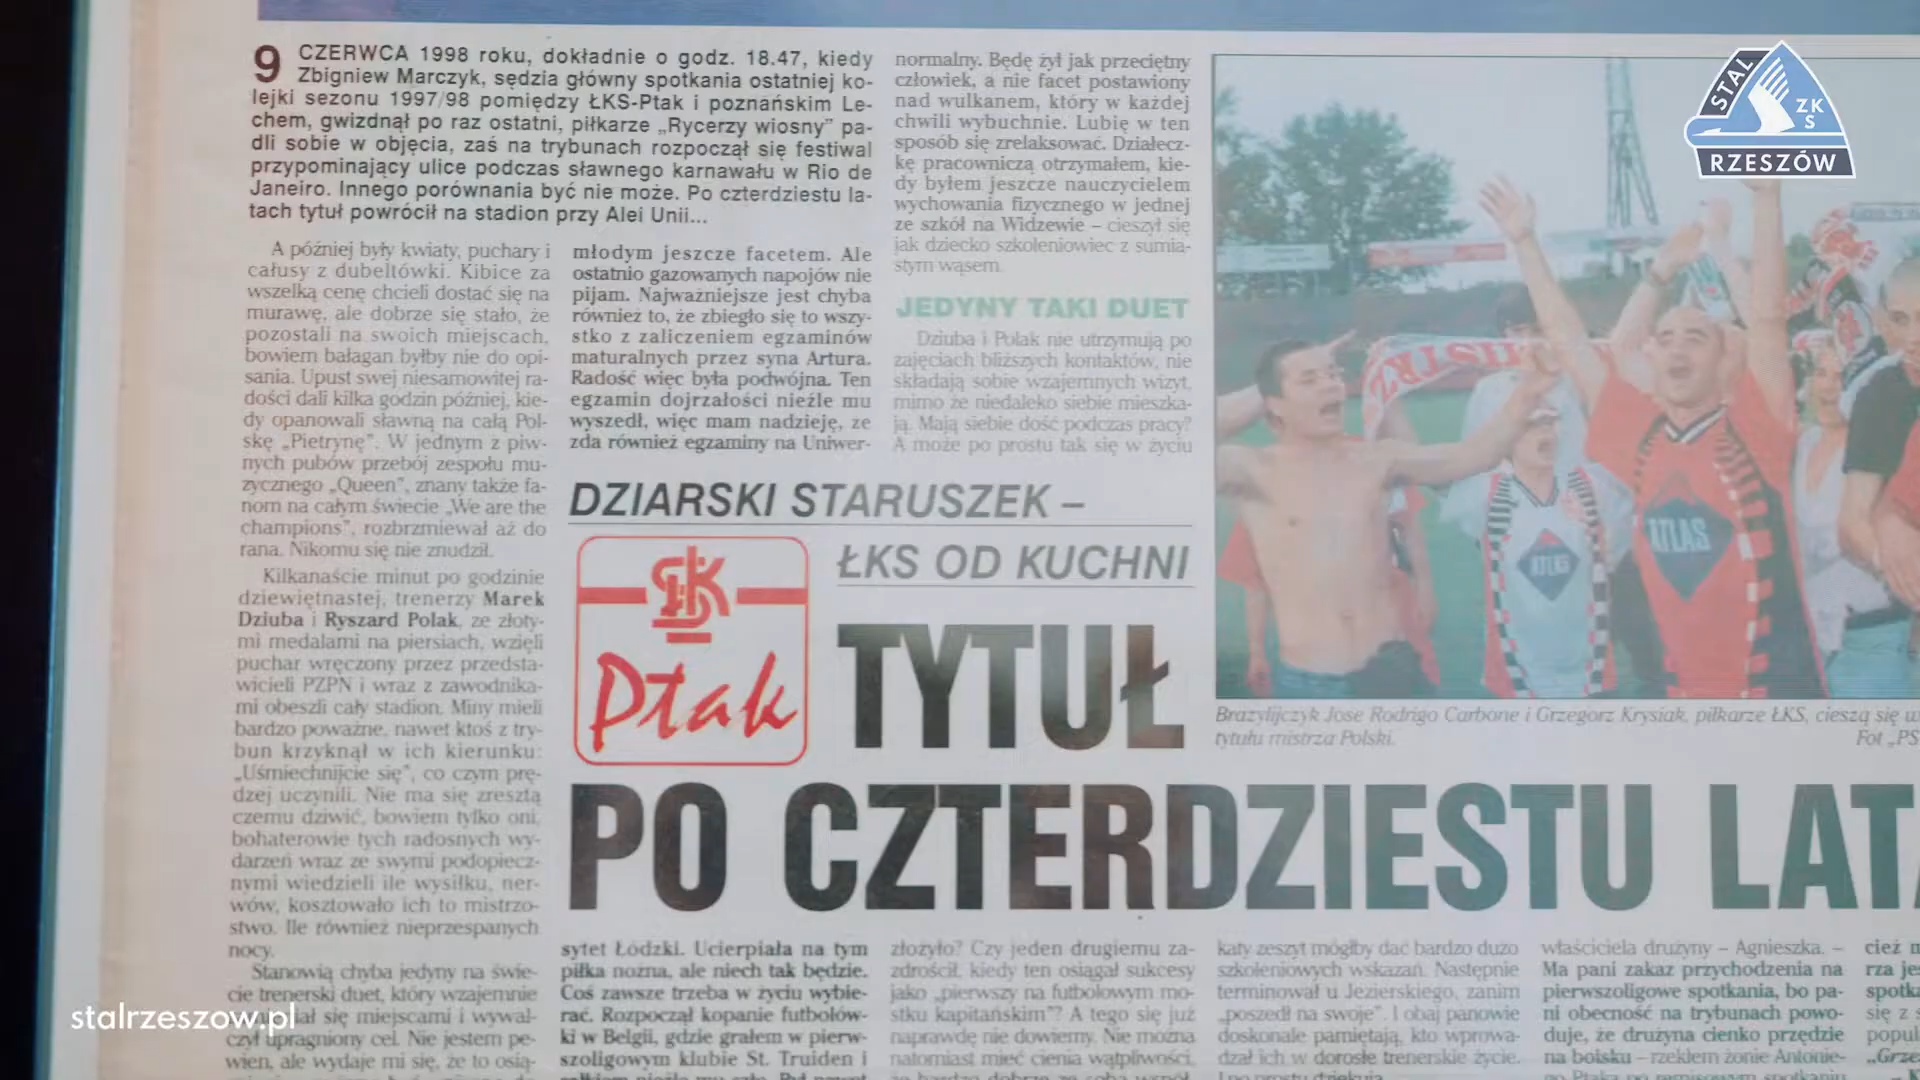 9 CZERWCA 1998 roku, dokładnie o godz. 18.47, kiedy
Zbigniew Marczyk, sędzia główny spotkania ostatniej ko-
lejki sezonu 1997/98 pomiędzy ŁKS-Ptak i poznańskim Le-
chem, gwizdnął po raz ostatni, piłkarze „Rycerzy wiosny" pa-
dli sobie w objęcia, zaś na trybunach rozpoczął się festiwal
przypominający ulice podczas sławnego karnawału w Rio de
Janeiro. Innego porównania być nie może. Po czterdziestu la-
tach tytuł powrócił na stadion przy Alei Unii...
A później były kwiaty, puchary i
całusy z dubeltówki. Kibice za
wszelką cenę chcieli dostać się na
murawę, ale dobrze się stało, że
pozostali na swoich miejscach,
bowiem bałagan byłby nie do opi-
sania. Upust swej niesamowitej ra-
dości dali kilka godzin później, kie-
dy opanowali sławną na całą Pol-
skę „Pietrynę". W jednym z piw-
nych pubów przebój zespołu mu-
zycznego „Queen", znany także fa-
nom na całym świecie „We are the
champions", rozbrzmiewał aż do
rana. Nikomu się nie znudził.
Kilkanaście minut po godzinie
dziewiętnastej, trenerzy Marek
Dziuba i Ryszard Polak, ze złoty-
mi medalami na piersiach, wzięli
puchar wręczony przez przedsta-
wicieli PZPN i wraz z zawodnika-
mi obeszli cały stadion. Miny mieli
bardzo poważne, nawet ktoś z try-
bun krzyknął w ich kierunku:
„Uśmiechnijcie się", co czym prę-
dzej uczynili. Nie ma się zresztą
czemu dziwić, bowiem tylko oni,
bohaterowie tych radosnych wy-
darzeń wraz ze swymi podopiecz-
nymi wiedzieli ile wysiłku, ner-
wów, kosztowało ich to mistrzo-
stwo. Ile również nieprzespanych
nocy.
Stanowią chyba jedyny na świe-
cie trenerski duet, który wzajemnie
się miejscami i wywal-
czył upragniony cel. Nie jestem pe-
wien, ale wydaje mi się, że to osią-
młodym jeszcze facetem. Ale
ostatnio gazowanych napojów nie
pijam. Najważniejsze jest chyba
również to, że zbiegło się to wszy-
stko z zaliczeniem egzaminów
maturalnych przez syna Artura.
Radość więc była podwójna. Ten
egzamin dojrzałości nieźle mu
wyszedł, więc mam nadzieję, ze
zda również egzaminy na Uniwer-
sytet Łódzki. Ucierpiała na tym
piłka nożna, ale niech tak będzie.
Coś zawsze trzeba w życiu wybie-
rać. Rozpoczął kopanie futbolów-
ki w Belgii, gdzie grałem w pierw-
szoligowym klubie St. Truiden i
normalny. Będę żył jak przeciętny
człowiek, a nie facet postawiony
nad wulkanem, który w każdej
chwili wybuchnie. Lubię w ten
sposób się zrelaksować. Działecz-
kę pracowniczą otrzymałem, kie-
dy byłem jeszcze nauczycielem
wychowania fizycznego w jednej
ze szkół na Widzewie – cieszył się
jak dziecko szkoleniowiec z sumia-
stym wąsem.
JEDYNY TAKI DUET
Dziuba i Polak nie utrzymują po
zajęciach bliższych kontaktów, nie
składają sobie wzajemnych wizyt,
mimo że niedaleko siebie mieszka-
ją. Mają siebie dość podczas pracy?
A może po prostu tak się w życiu
złożyło? Czy jeden drugiemu za-
zdrościł, kiedy ten osiągał sukcesy
jako „pierwszy na futbolowym mo-
stku kapitańskim"? A tego się już
naprawdę nie dowiemy. Nie można
natomiast mieć cienia wątpliwości,
DZIARSKI STARUSZEK –
ŁKS OD KUCHNI
ŁKS
Ptak
TYTUŁ
PO CZTERDZIESTU LATA
ATLAS
ATLAS
Brazylijczyk Jose Rodrigo Carbone i Grzegorz Krysiak, piłkarze ŁKS, cieszą się
tytułu mistrza Polski.
Fot „PS
katy zeszyt mógłby dać bardzo dużo
szkoleniowych wskazań. Następnie
terminował u Jezierskiego, zanim
„poszedł na swoje". I obaj panowie
doskonale pamiętają, kto wprowa-
dzał ich w dorosłe trenerskie życie.
I po prostu dziękują.
właściciela drużyny – Agnieszka. –
Ma pani zakaz przychodzenia na
pierwszoligowe spotkania, bo pa-
ni obecność na trybunach powo-
duje, że drużyna cienko przędzie
na boisku – rzekłem żonie Antonie-
go Ptaka po remisowym spotkaniu
cież
rza
spotk
się z
popul
„Grze
STAL
ZKS
RZESZÓW
stalrzeszow.pl